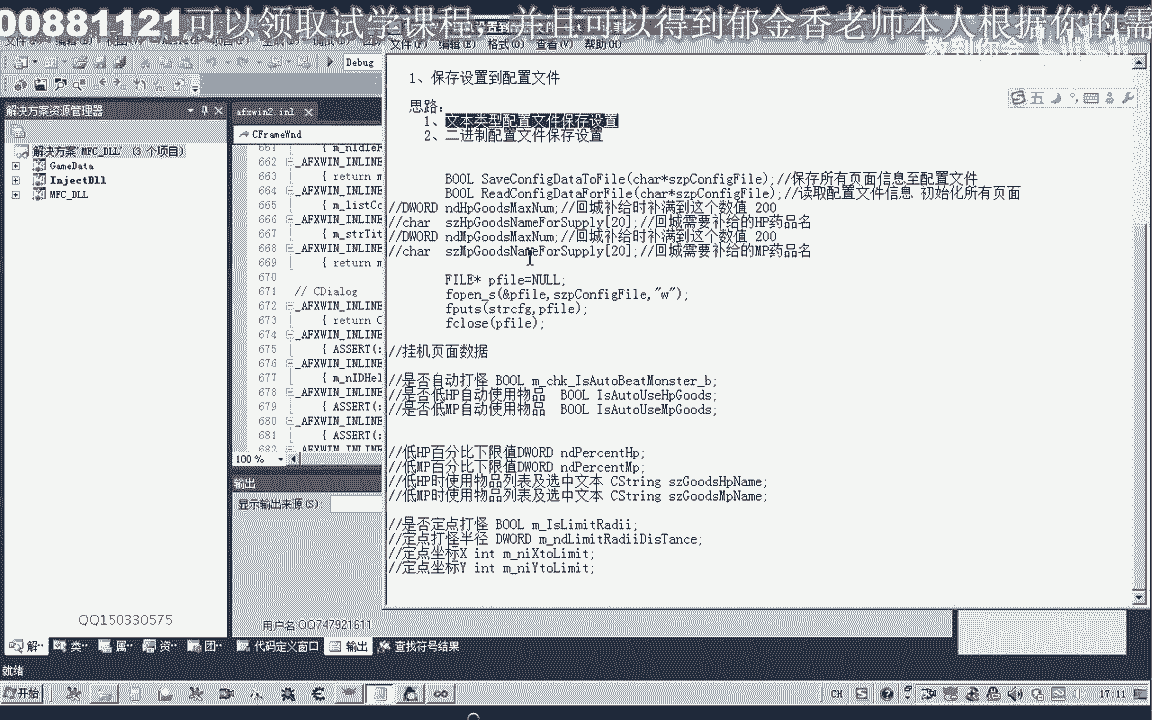 00881121可以领取试学课程,并且可以得到郁金香老师本人根据你的需
教到你会
文件(F) 编辑(E) 格式(O) 查看(V) 帮助(H)
Debug
1、保存设置到配置文件
思路:
1、文本类型配置文件保存设置
2、二进制配置文件保存设置
BOOL SaveConfigDataToFile(char*szpConfigFile);//保存所有页面信息至配置文件
BOOL ReadConfigDataForFile(char*szpConfigFile);//读取配置文件信息 初始化所有页面
//DWORD ndHpGoodsMaxNum;//回城补给时补满到这个数值 200
//char  szHpGoodsNameForSupply[20];//回城需要补给的HP药品名
//DWORD ndMpGoodsMaxNum;//回城补给时补满到这个数值 200
//char  szMpGoodsNameForSupply[20];//回城需要补给的MP药品名
FILE* pfile=NULL;
fopen_s(&pfile,szpConfigFile,"w");
fputs(strcfg,pfile);
fclose(pfile);
//挂机页面数据
//是否自动打怪 BOOL m_chk_IsAutoBeatMonster_b;
//是否低HP自动使用物品  BOOL IsAutoUseHpGoods;
//是否低MP自动使用物品  BOOL IsAutoUseMpGoods;
//低HP百分比下限值DWORD ndPercentHp;
//低MP百分比下限值DWORD ndPercentMp;
//低HP时使用物品列表及选中文本 CString szGoodsHpName;
//低MP时使用物品列表及选中文本 CString szGoodsMpName;
//是否定点打怪 BOOL m_IsLimitRadii;
//定点打怪半径 DWORD m_ndLimitRadiiDisTance;
//定点坐标X int m_niXtoLimit;
//定点坐标Y int m_niYtoLimit;
解决方案资源管理器
解决方案"MFC_DLL" (3 个项目)
GameData
InjectDll
MFC_DLL
afxwin2.inl
CFrameWnd
661 { m_nIdleF
662 _AFXWIN_INLINE
663 { return m
664 _AFXWIN_INLINE
665 { m_listCo
666 _AFXWIN_INLINE
667 { m_strTit
668 _AFXWIN_INLINE
669 { return m
670
671 // CDialog
672 _AFXWIN_INLINE
673 { return C
674 _AFXWIN_INLINE
675 { ASSERT(:
676 _AFXWIN_INLINE
677 { m_nIDHel
678 _AFXWIN_INLINE
679 { ASSERT(:
680 _AFXWIN_INLINE
681 { ASSERT(:
682 _AFXWIN_INLINE
100 %
输出
显示输出来源(S):
QQ150330575
用户名:QQ747921611
解··
类··
属··
资··
团··
代码定义窗口
输出
查找符号结果
就绪
开始
五
CH
17:11